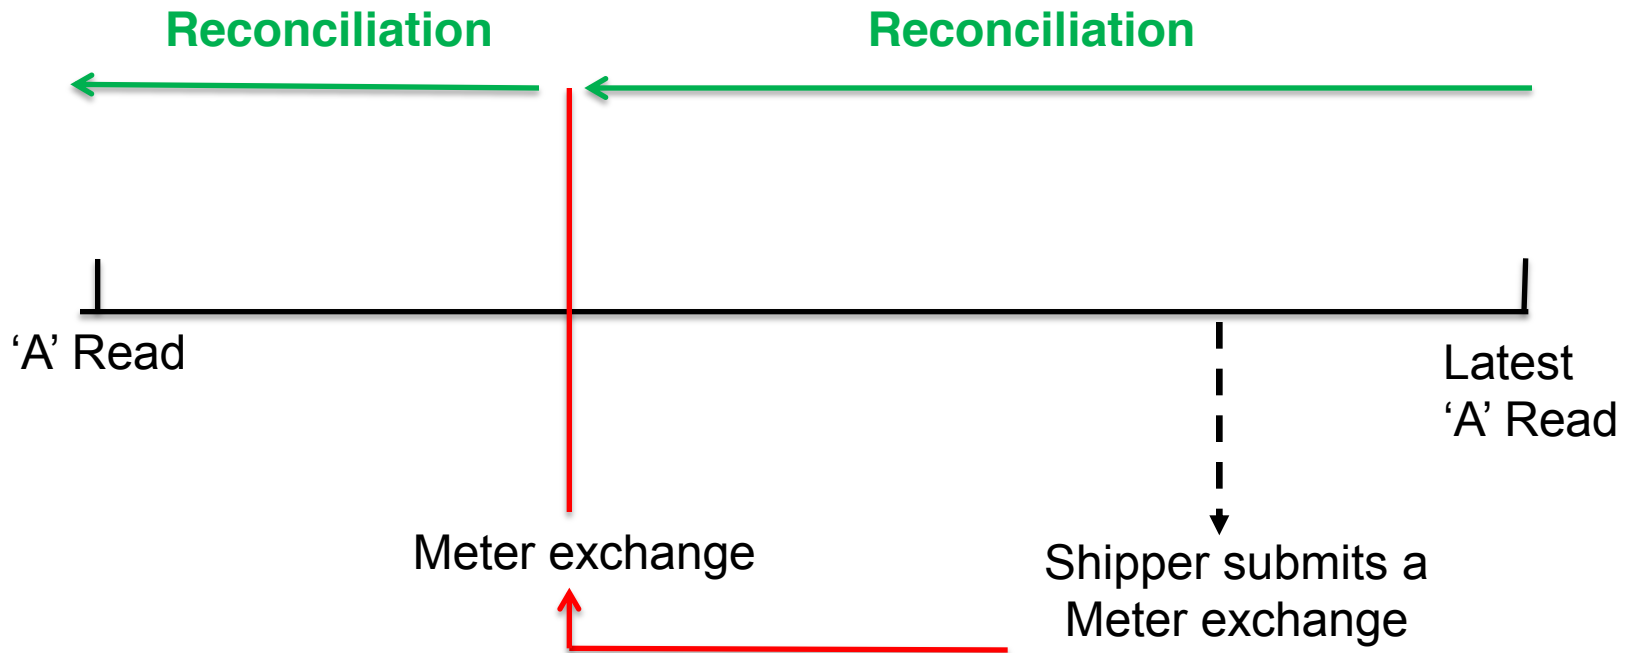 Reconciliation
Reconciliation
‘A’ Read
Latest
‘A’ Read
Meter exchange
Shipper submits a
Meter exchange